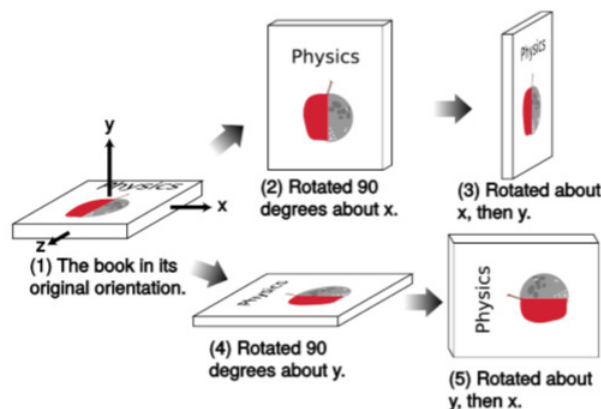 Physics
(2) Rotated 90
degrees about x.
Physics
(3) Rotated about
x, then y.
y
Physics
x
z
(1) The book in its
original orientation.
Physics
(4) Rotated 90
degrees about y.
Physics
(5) Rotated about
y, then x.